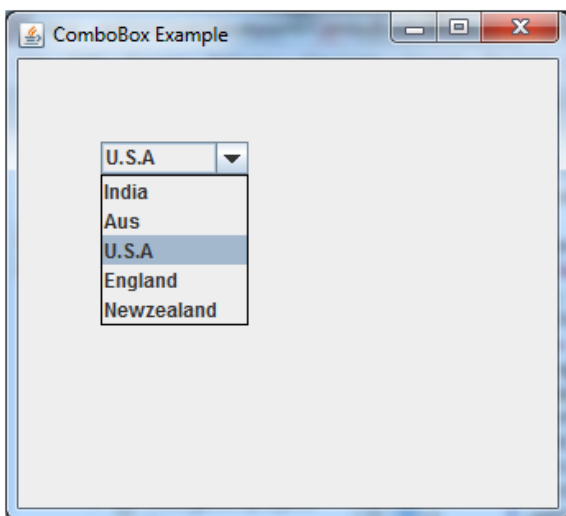 ComboBox Example
U.S.A
India
Aus
U.S.A
England
Newzealand